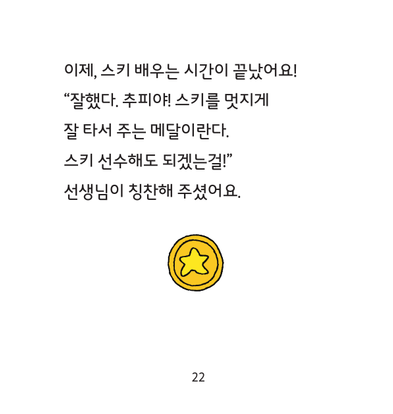 이제, 스키 배우는 시간이 끝났어요!
“잘했다. 추피야! 스키를 멋지게
잘 타서 주는 메달이란다.
스키 선수해도 되겠는걸!”
선생님이 칭찬해 주셨어요.
22